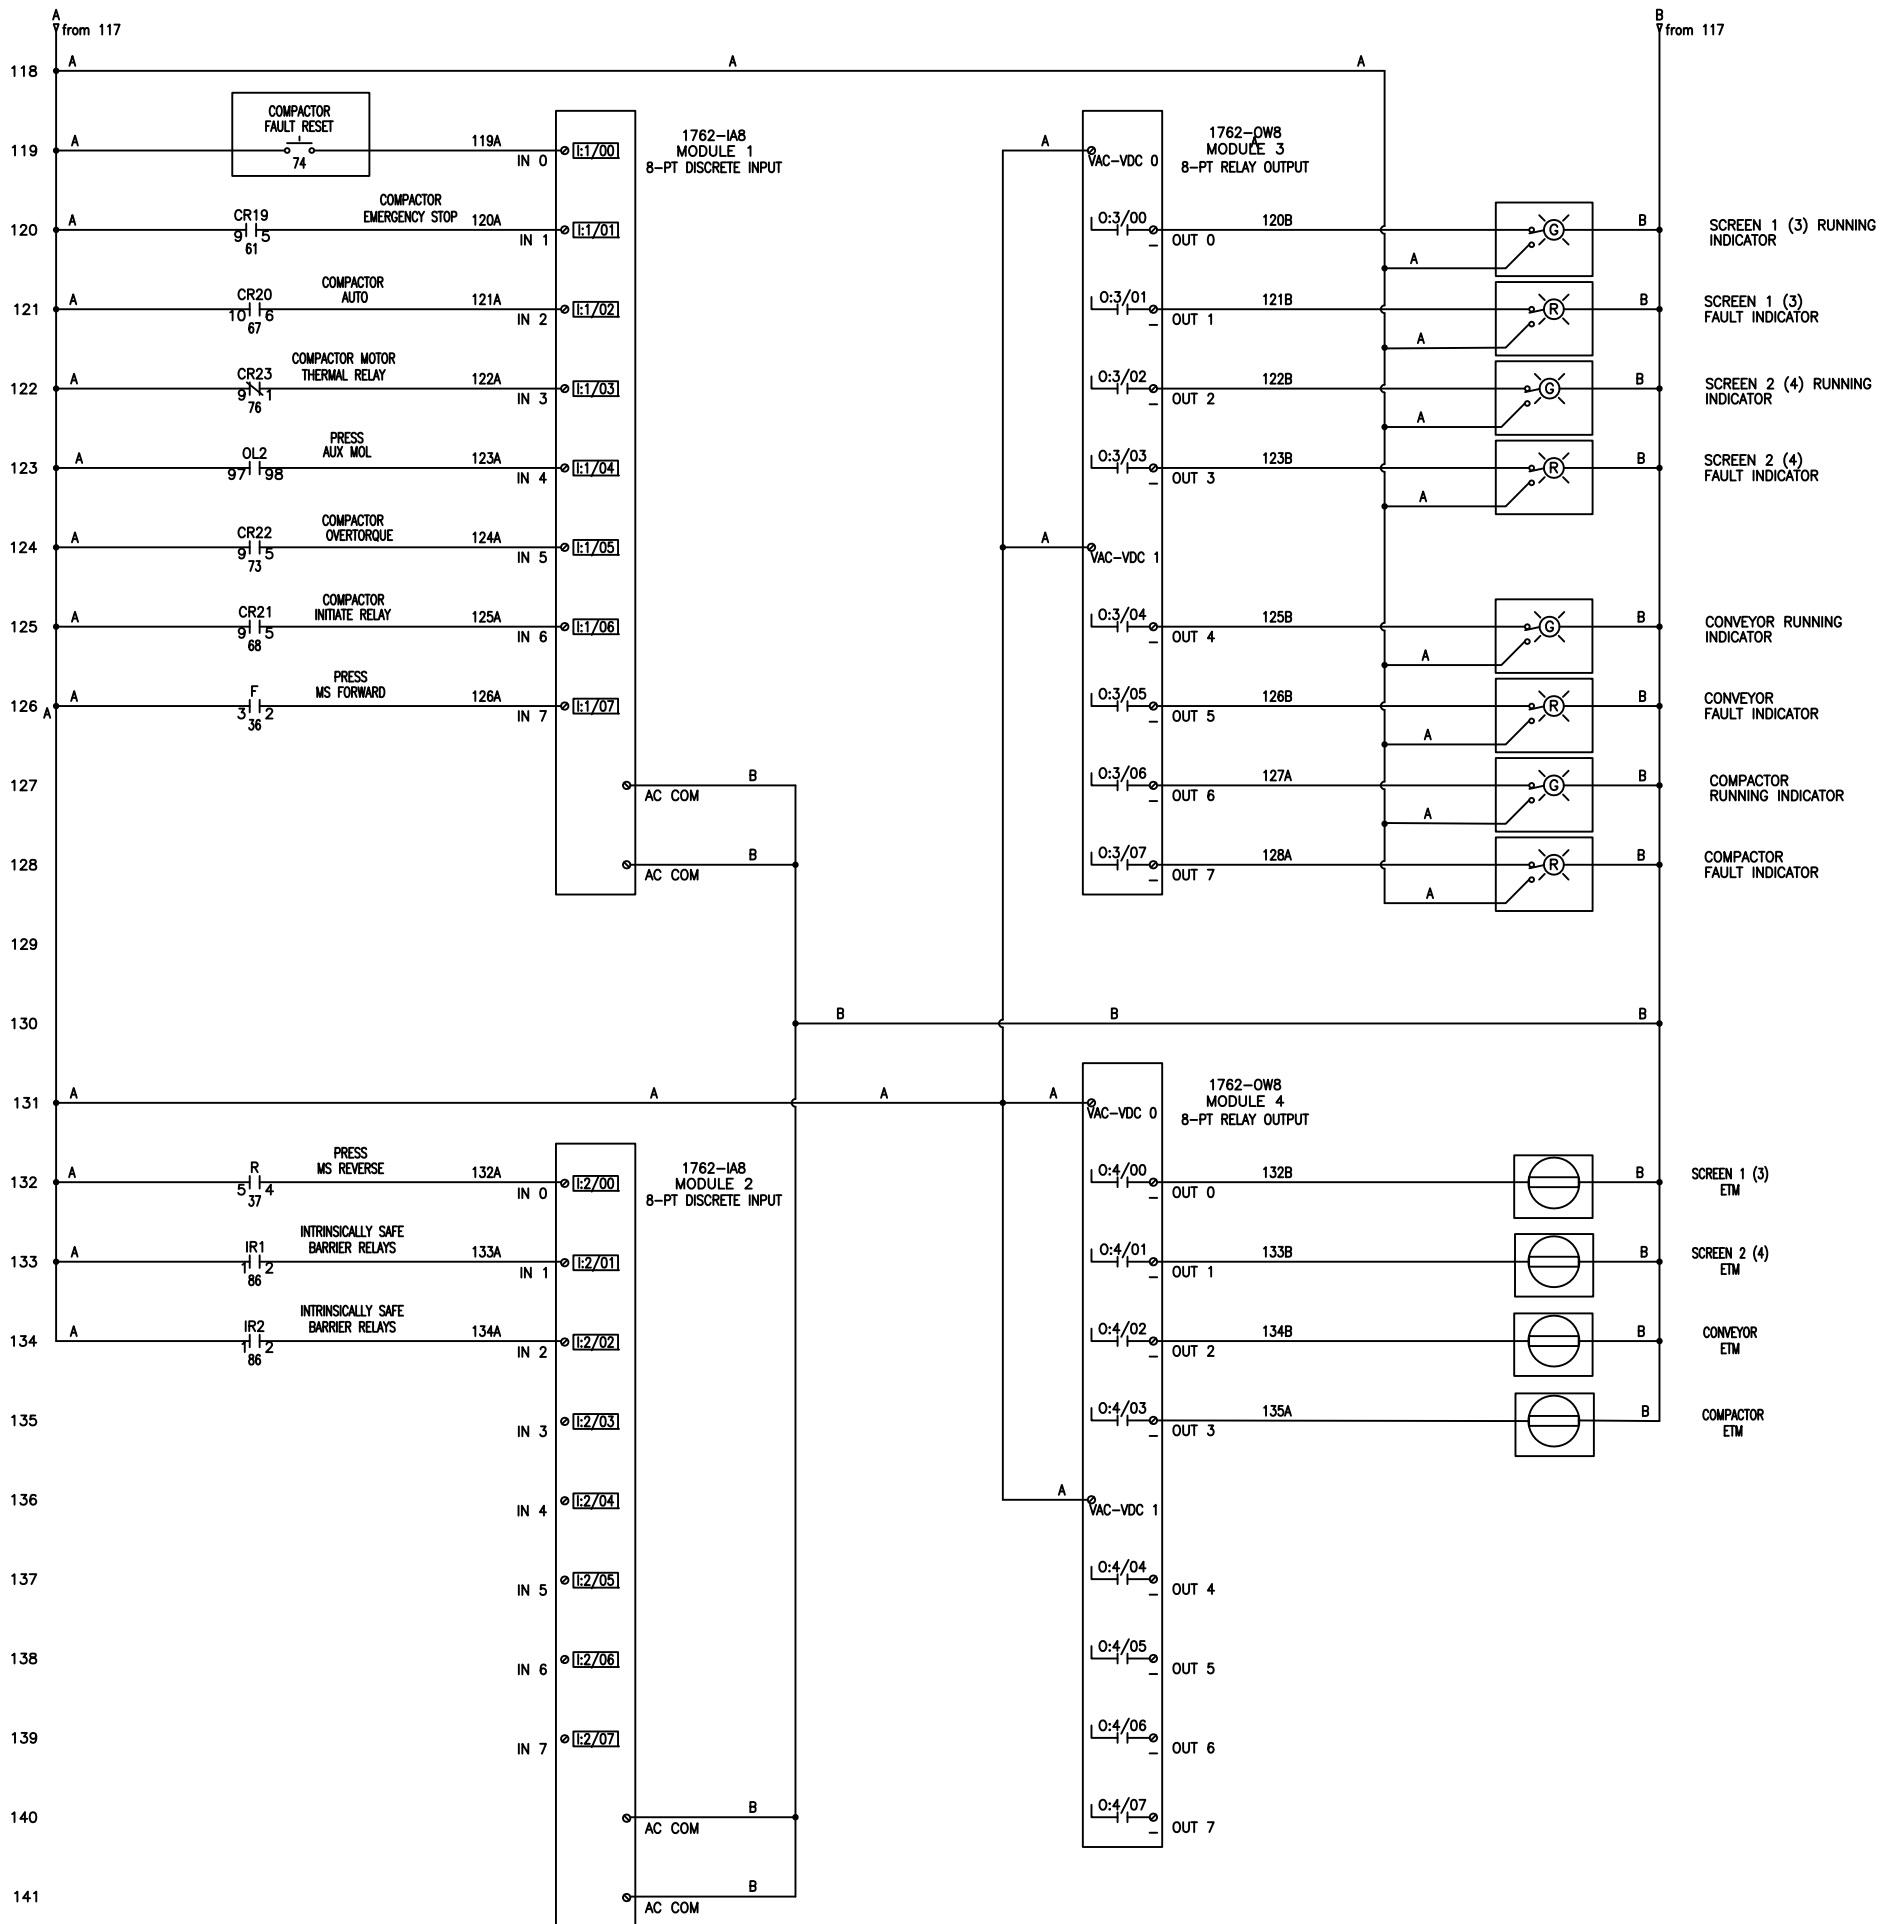 A
from 117
B
from 117
118 A A A
COMPACTOR
FAULT RESET
74
119 A 119A IN 0 I:1/00
1762-IA8
MODULE 1
8-PT DISCRETE INPUT
A VAC-VDC 0
1762-OW8
MODULE 3
A
8-PT RELAY OUTPUT
COMPACTOR
EMERGENCY STOP
120 A CR19 9 5 61 120A IN 1 I:1/01
O:3/00 OUT 0 120B G B A
SCREEN 1 (3) RUNNING
INDICATOR
COMPACTOR
AUTO
121 A CR20 10 6 67 121A IN 2 I:1/02
O:3/01 OUT 1 121B R B A
SCREEN 1 (3)
FAULT INDICATOR
COMPACTOR MOTOR
THERMAL RELAY
122 A CR23 9 1 76 122A IN 3 I:1/03
O:3/02 OUT 2 122B G B A
SCREEN 2 (4) RUNNING
INDICATOR
PRESS
AUX MOL
123 A OL2 97 98 123A IN 4 I:1/04
O:3/03 OUT 3 123B R B A
SCREEN 2 (4)
FAULT INDICATOR
COMPACTOR
OVERTORQUE
124 A CR22 9 5 73 124A IN 5 I:1/05
A VAC-VDC 1
COMPACTOR
INITIATE RELAY
125 A CR21 9 5 68 125A IN 6 I:1/06
O:3/04 OUT 4 125B G B A
CONVEYOR RUNNING
INDICATOR
PRESS
MS FORWARD
126 A A F 3 2 36 126A IN 7 I:1/07
O:3/05 OUT 5 126B R B A
CONVEYOR
FAULT INDICATOR
127 AC COM B
O:3/06 OUT 6 127A G B A
COMPACTOR
RUNNING INDICATOR
128 AC COM B
O:3/07 OUT 7 128A R B A
COMPACTOR
FAULT INDICATOR
129
130 B B B
131 A A A A VAC-VDC 0
1762-OW8
MODULE 4
8-PT RELAY OUTPUT
PRESS
MS REVERSE
132 A R 5 4 37 132A IN 0 I:2/00
1762-IA8
MODULE 2
8-PT DISCRETE INPUT
O:4/00 OUT 0 132B B
SCREEN 1 (3)
ETM
INTRINSICALLY SAFE
BARRIER RELAYS
133 A IR1 1 2 86 133A IN 1 I:2/01
O:4/01 OUT 1 133B B
SCREEN 2 (4)
ETM
INTRINSICALLY SAFE
BARRIER RELAYS
134 A IR2 1 2 86 134A IN 2 I:2/02
O:4/02 OUT 2 134B B
CONVEYOR
ETM
135 IN 3 I:2/03
O:4/03 OUT 3 135A B
COMPACTOR
ETM
136 IN 4 I:2/04 A VAC-VDC 1
137 IN 5 I:2/05 O:4/04 OUT 4
138 IN 6 I:2/06 O:4/05 OUT 5
139 IN 7 I:2/07 O:4/06 OUT 6
140 AC COM B O:4/07 OUT 7
141 AC COM B